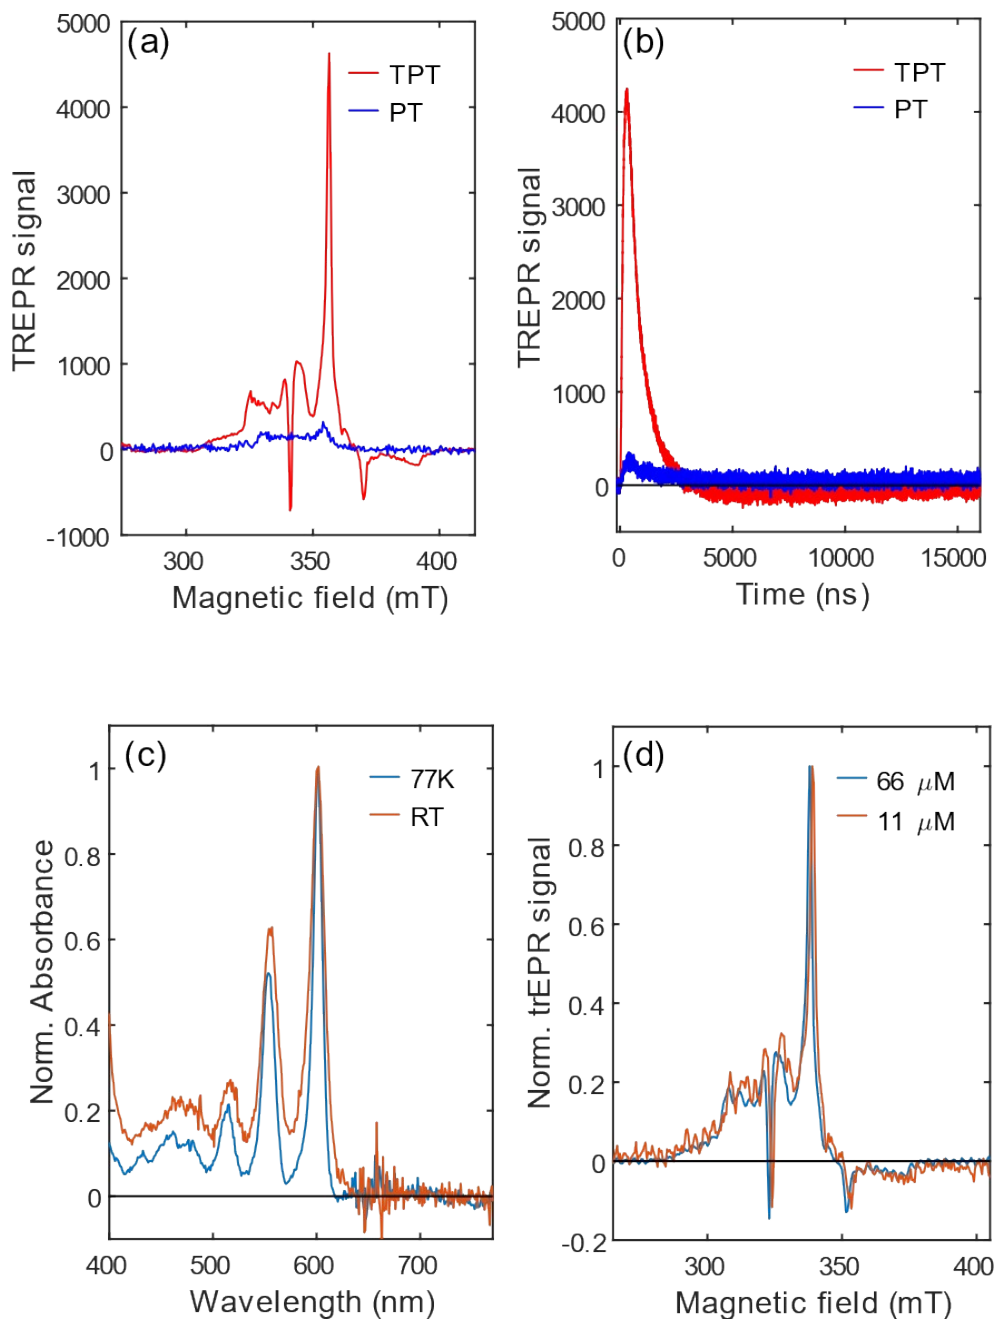 (a)
TPT
PT
5000
4000
3000
2000
1000
0
-1000
TREPR signal
300
350
400
Magnetic field (mT)
(b)
TPT
PT
5000
4000
3000
2000
1000
0
TREPR signal
0
5000
10000
15000
Time (ns)
(c)
77K
RT
1
0.8
0.6
0.4
0.2
0
Norm. Absorbance
400
500
600
700
Wavelength (nm)
(d)
66 μM
11 μM
1
0.8
0.6
0.4
0.2
0
-0.2
Norm. trEPR signal
300
350
400
Magnetic field (mT)